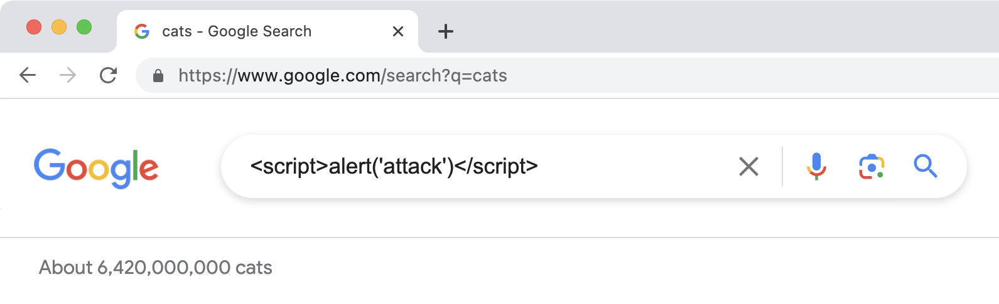 cats - Google Search
https://www.google.com/search?q=cats
Google <script>alert('attack')</script>
About 6,420,000,000 cats